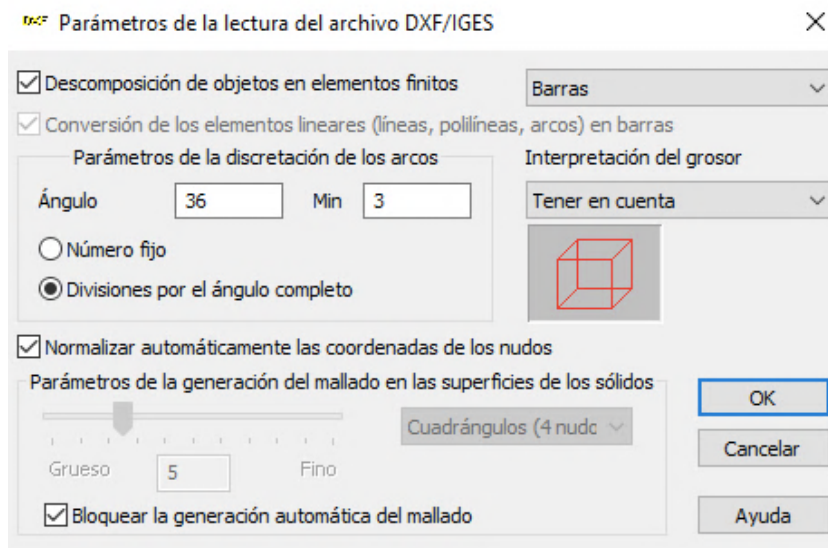 DXF Parámetros de la lectura del archivo DXF/IGES
Descomposición de objetos en elementos finitos
Barras
Conversión de los elementos lineares (líneas, polilíneas, arcos) en barras
Parámetros de la discretación de los arcos
Interpretación del grosor
Ángulo 36 Min 3
Tener en cuenta
Número fijo
Divisiones por el ángulo completo
Normalizar automáticamente las coordenadas de los nudos
Parámetros de la generación del mallado en las superficies de los sólidos
OK
Cuadrángulos (4 nudc
Cancelar
Grueso 5 Fino
Bloquear la generación automática del mallado
Ayuda